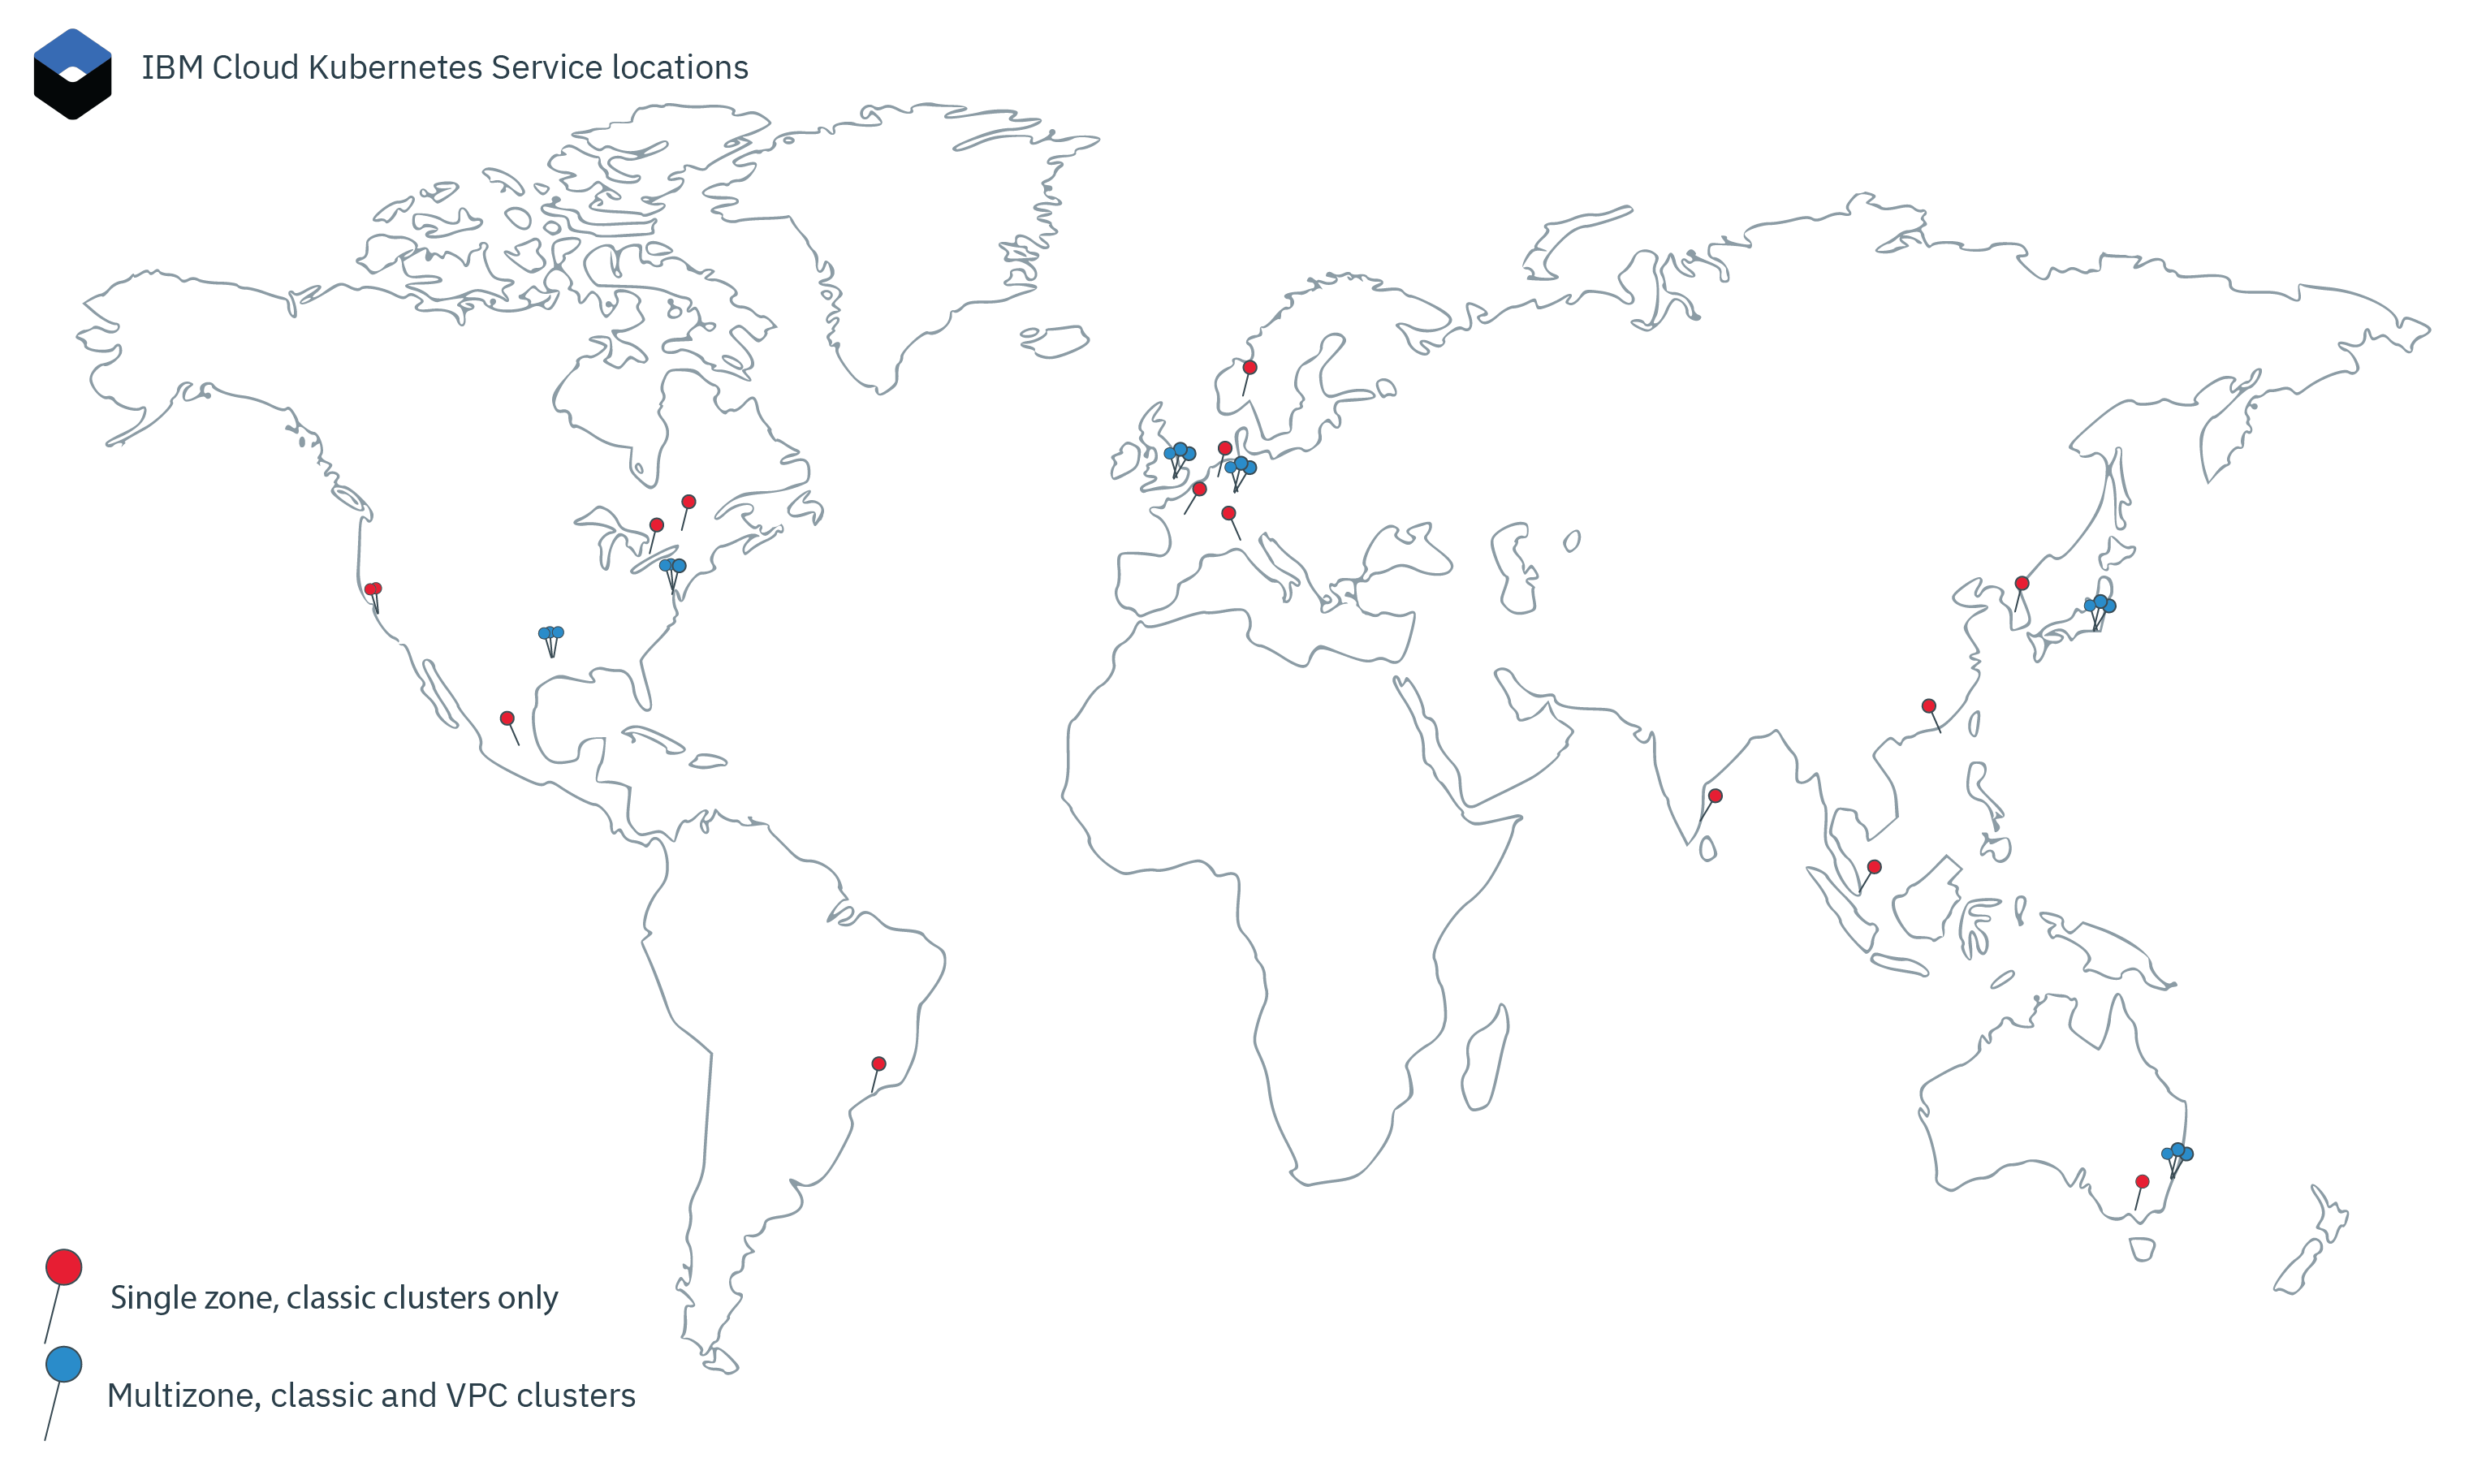 IBM Cloud Kubernetes Service locations
Single zone, classic clusters only
Multizone, classic and VPC clusters